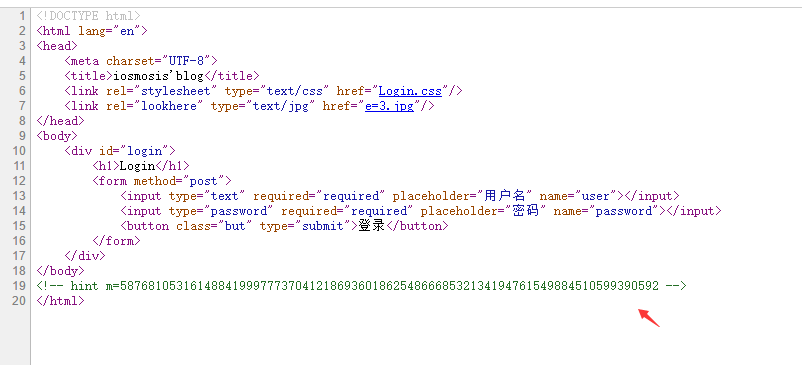 1 <!DOCTYPE html>
2 <html lang="en">
3 <head>
4 <meta charset="UTF-8">
5 <title>iosmosis'blog</title>
6 <link rel="stylesheet" type="text/css" href="Login.css"/>
7 <link rel="lookhere" type="text/jpg" href="e=3.jpg"/>
8 </head>
9 <body>
10 <div id="login">
11 <h1>Login</h1>
12 <form method="post">
13 <input type="text" required="required" placeholder="用户名" name="user"></input>
14 <input type="password" required="required" placeholder="密码" name="password"></input>
15 <button class="but" type="submit">登录</button>
16 </form>
17 </div>
18 </body>
19 <!-- hint m=5876810531614884199977737041218693601862548666853213419476154988451059 9390592 -->
20 </html>